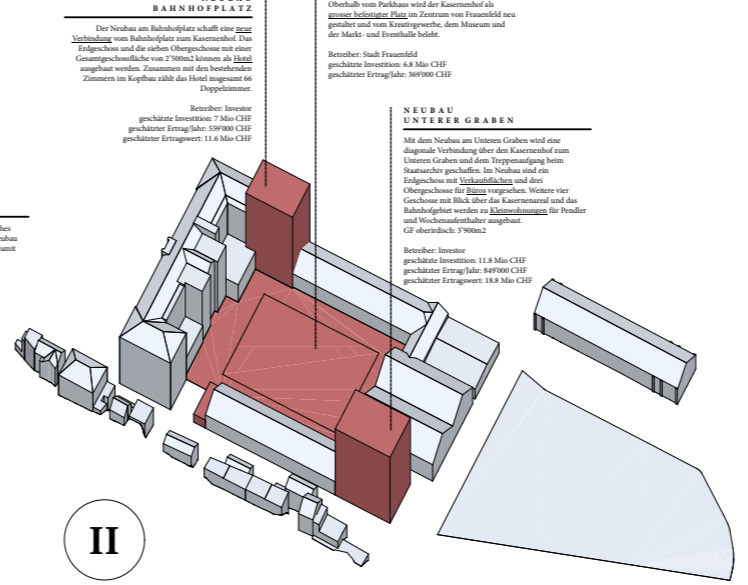 BAHNHOFPLATZ
Der Neubau am Bahnhofplatz schafft eine neue
Verbindung vom Bahnhofplatz zum Kasernenhof. Das
Erdgeschoss und die sieben Obergeschosse mit einer
Gesamtgeschossfläche von 2'500m2 können als Hotel
ausgebaut werden. Zusammen mit den bestehenden
Zimmern im Kopfbau zählt das Hotel insgesamt 66
Doppelzimmer.
Betreiber: Investor
geschätzte Investition: 7 Mio CHF
geschätzter Ertrag/Jahr: 559'000 CHF
geschätzter Ertragswert: 11.6 Mio CHF
Oberhalb vom Parkhaus wird der Kasernenhof als
grosser befestigter Platz im Zentrum von Frauenfeld neu
gestaltet und vom Kreativgewerbe, dem Museum und
der Markt- und Eventhalle belebt.
Betreiber: Stadt Frauenfeld
geschätzte Investition: 6.8 Mio CHF
geschätzter Ertrag/Jahr: 369'000 CHF
NEUBAU
UNTERER GRABEN
Mit dem Neubau am Unteren Graben wird eine
diagonale Verbindung über den Kasernenhof zum
Unteren Graben und dem Treppenaufgang beim
Staatsarchiv geschaffen. Im Neubau sind ein
Erdgeschoss mit Verkaufsflächen und drei
Obergeschosse für Büros vorgesehen. Weitere vier
Geschosse mit Blick über das Kasernenareal und das
Bahnhofgebiet werden zu Kleinwohnungen für Pendler
und Wochenaufenthalter ausgebaut.
GF oberirdisch: 3'900m2
Betreiber: Investor
geschätzte Investition: 11.8 Mio CHF
geschätzter Ertrag/Jahr: 849'000 CHF
geschätzter Ertragswert: 18.8 Mio CHF
II